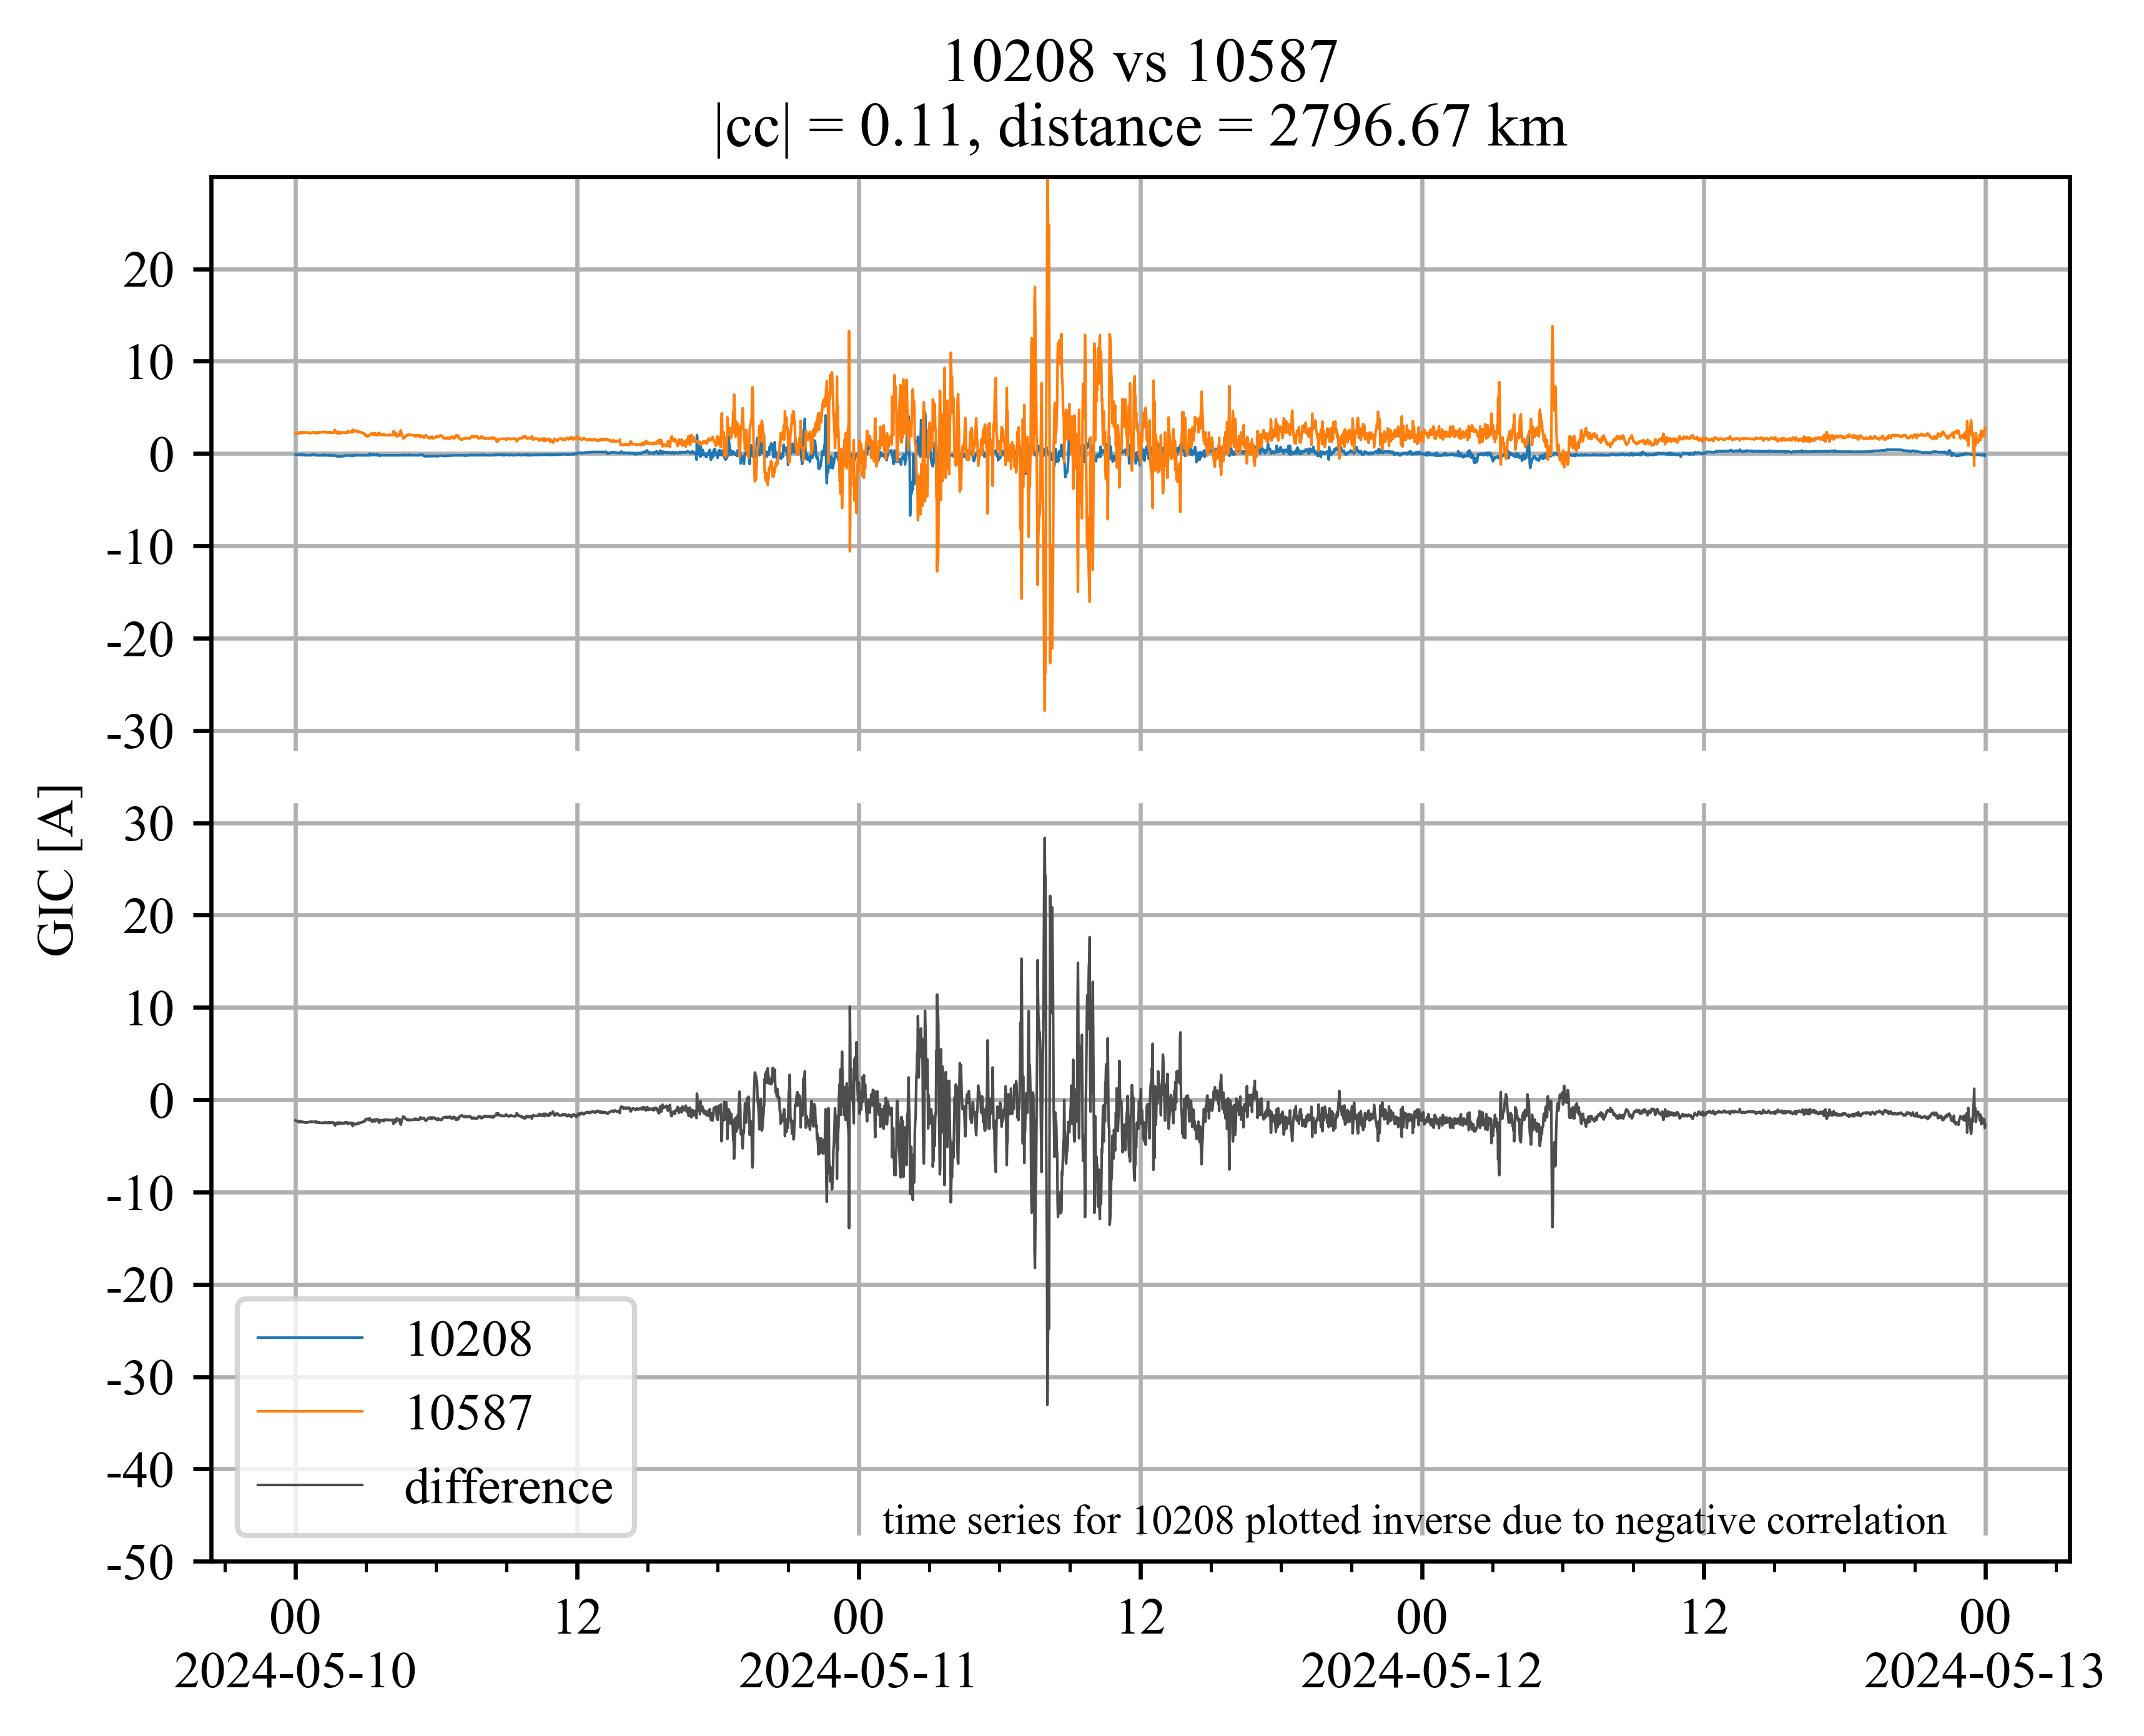 10208 vs 10587
|cc| = 0.11, distance = 2796.67 km
20
10
0
-10
-20
-30
GIC [A]
30
20
10
0
-10
-20
-30
-40
-50
10208
10587
difference
time series for 10208 plotted inverse due to negative correlation
00 12 00 12 00 12 00
2024-05-10 2024-05-11 2024-05-12 2024-05-13